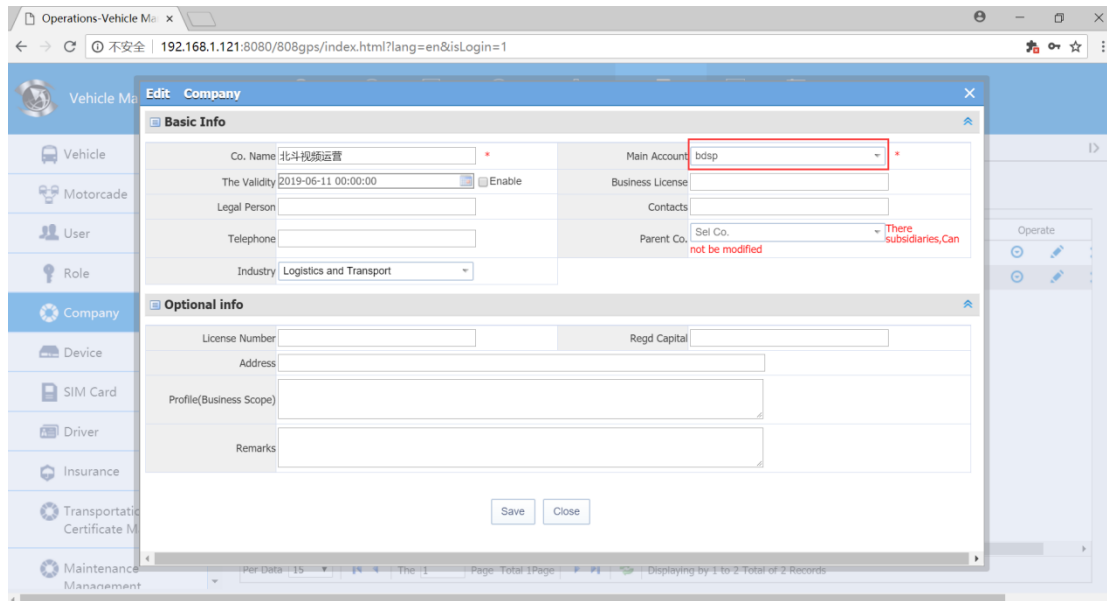 Operations-Vehicle Ma
不安全 192.168.1.121:8080/808gps/index.html?lang=en&isLogin=1
Vehicle Ma
Edit Company
Basic Info
Co. Name 北斗视频运营 * Main Account bdsp *
The Validity 2019-06-11 00:00:00 Enable Business License
Legal Person Contacts
Telephone Parent Co. Sel Co. There subsidiaries,Can
not be modified
Industry Logistics and Transport
Optional info
License Number Regd Capital
Address
Profile(Business Scope)
Remarks
Save Close
Vehicle
Motorcade
User
Role
Company
Device
SIM Card
Driver
Insurance
Transportatio
Certificate M
Maintenance
Management
Operate
Per Data 15 The 1 Page Total 1Page Displaying by 1 to 2 Total of 2 Records